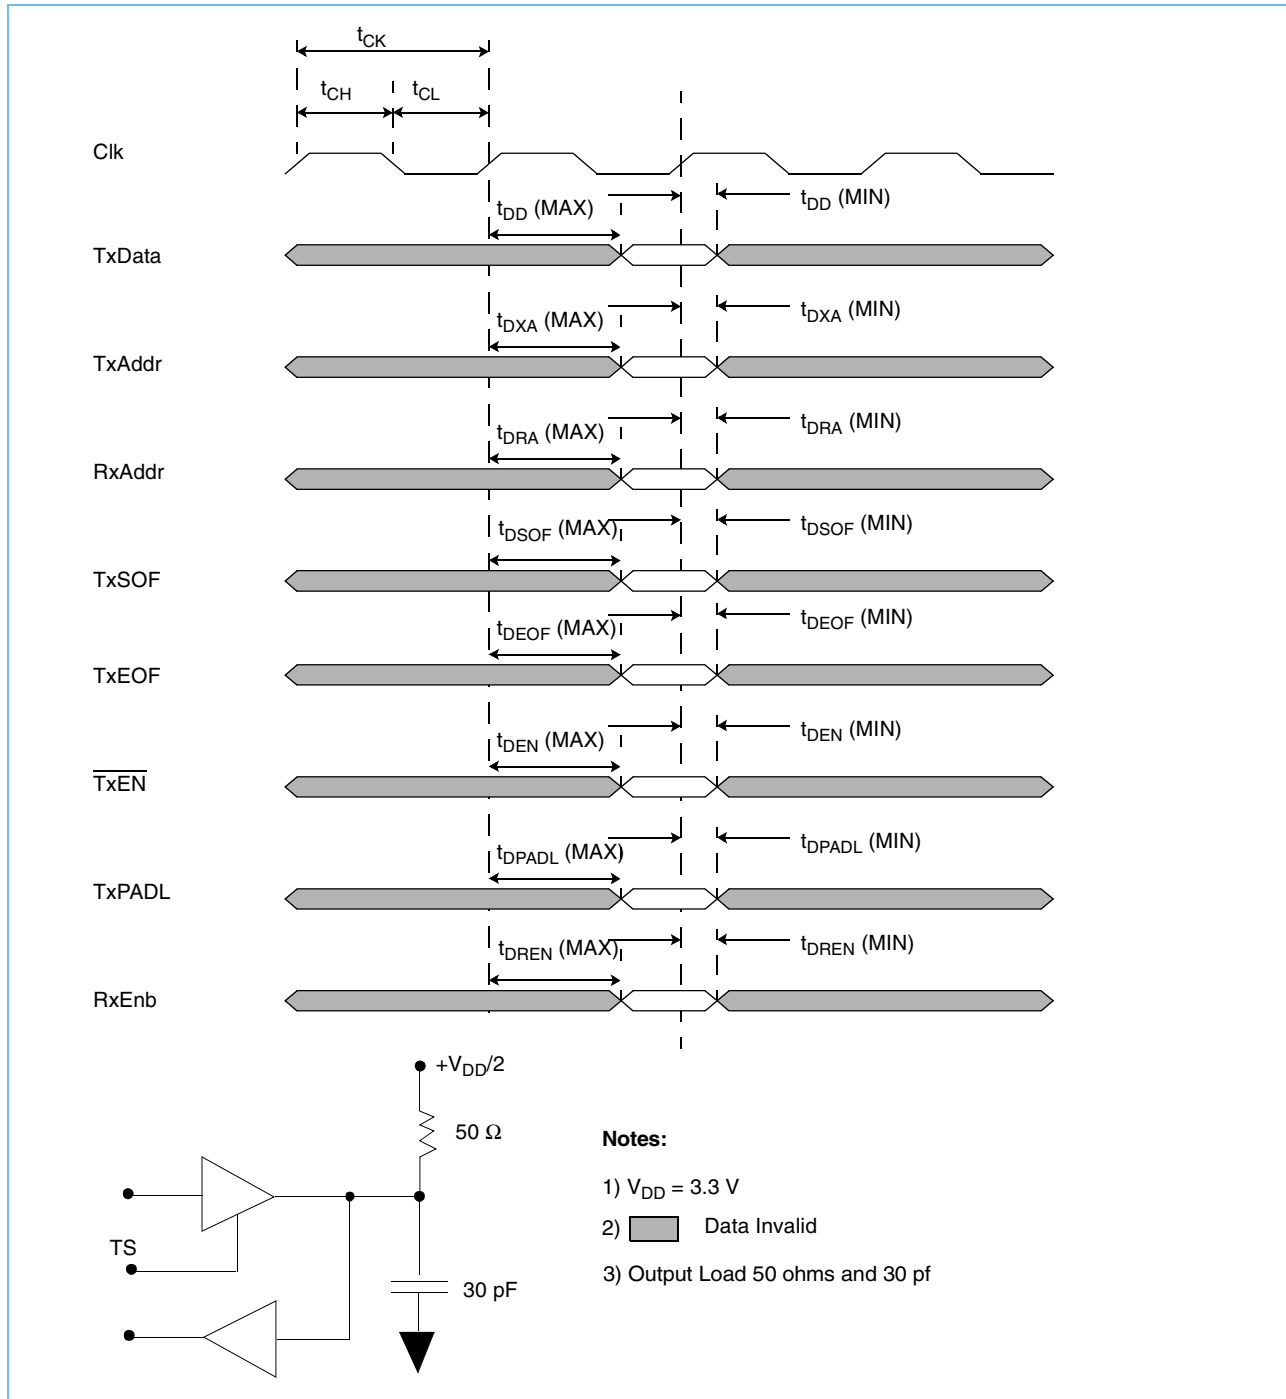 tCK
tCH tCL
Clk
tDD (MAX) tDD (MIN)
TxData
tDXA (MAX) tDXA (MIN)
TxAddr
tDRA (MAX) tDRA (MIN)
RxAddr
tDSOF (MAX) tDSOF (MIN)
TxSOF
tDEOF (MAX) tDEOF (MIN)
TxEOF
tDEN (MAX) tDEN (MIN)
TxEN
tDPADL (MAX) tDPADL (MIN)
TxPADL
tDREN (MAX) tDREN (MIN)
RxEnb
+VDD/2
50 Ω
TS
30 pF
Notes:
1) VDD = 3.3 V
2) Data Invalid
3) Output Load 50 ohms and 30 pf